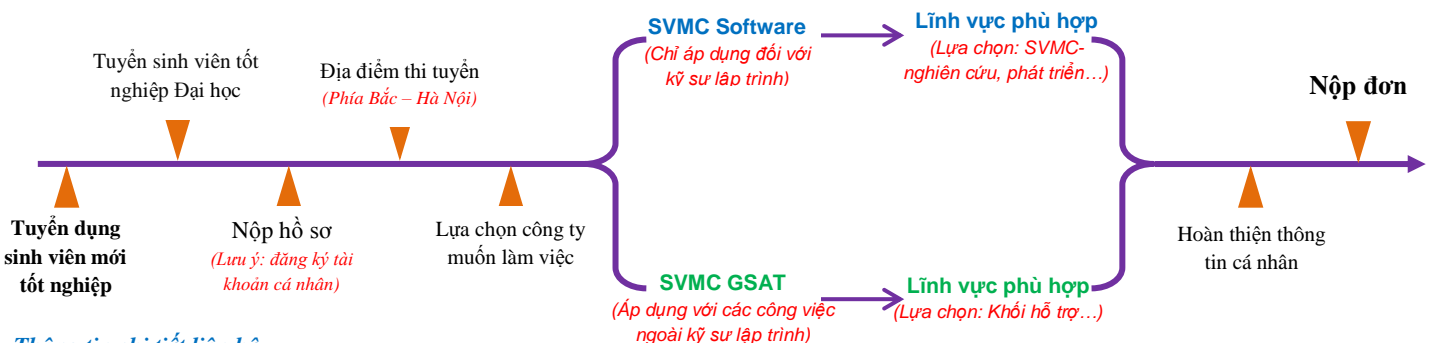 SVMC Software
(Chỉ áp dụng đối với
kỹ sư lập trình)
Lĩnh vực phù hợp
(Lựa chọn: SVMC-
nghiên cứu, phát triển…)
Tuyển sinh viên tốt
nghiệp Đại học
Địa điểm thi tuyển
(Phía Bắc – Hà Nội)
Nộp đơn
Tuyển dụng
sinh viên mới
tốt nghiệp
Nộp hồ sơ
(Lưu ý: đăng ký tài
khoản cá nhân)
Lựa chọn công ty
muốn làm việc
Hoàn thiện thông
tin cá nhân
SVMC GSAT
(Áp dụng với các công việc
ngoài kỹ sư lập trình)
Lĩnh vực phù hợp
(Lựa chọn: Khối hỗ trợ…)